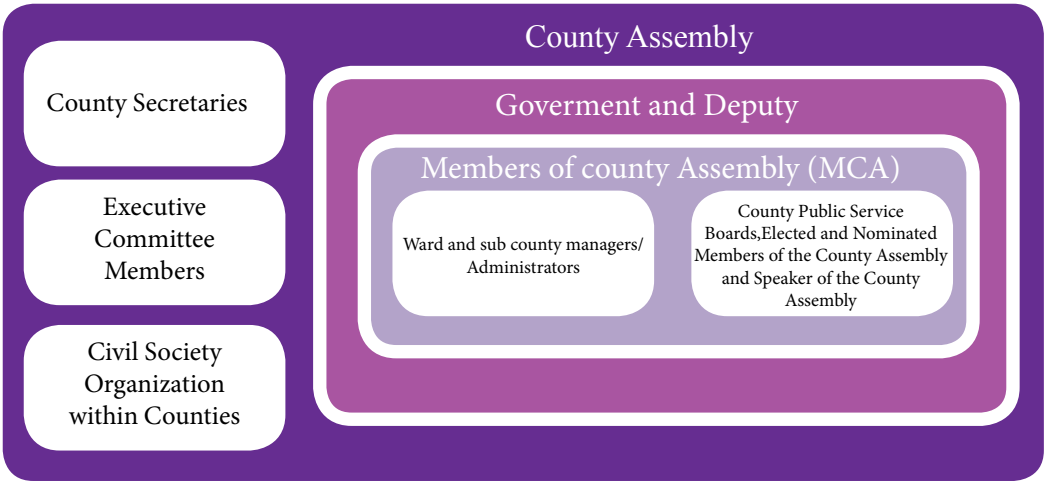 County Assembly
County Secretaries
Executive
Committee
Members
Civil Society
Organization
within Counties
Goverment and Deputy
Members of county Assembly (MCA)
Ward and sub county managers/
Administrators
County Public Service
Boards,Elected and Nominated
Members of the County Assembly
and Speaker of the County
Assembly